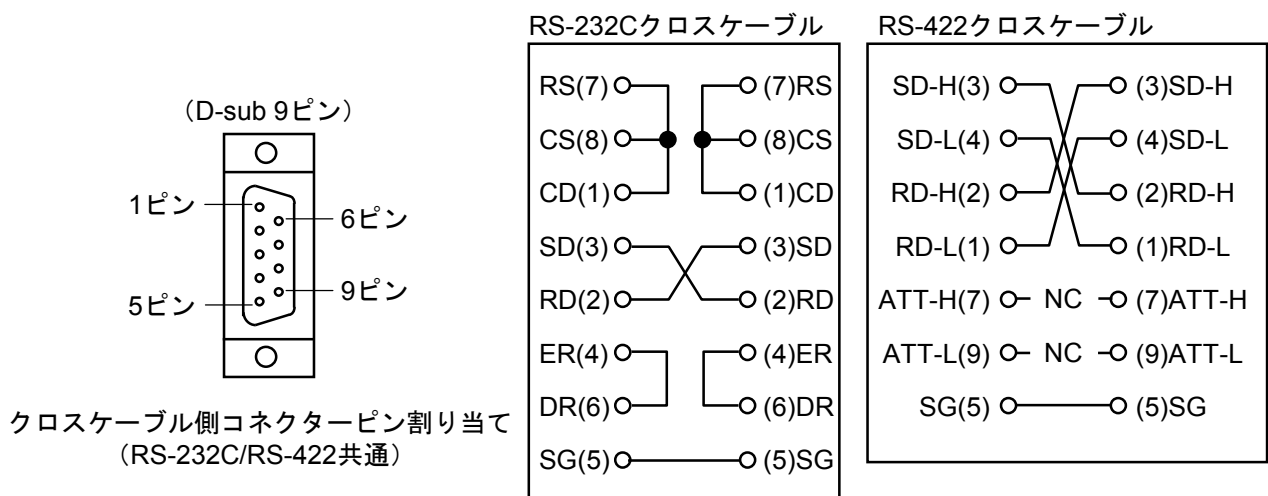 （D-sub 9ピン）
1ピン
6ピン
5ピン
9ピン
クロスケーブル側コネクターピン割り当て
（RS-232C/RS-422共通）
RS-232Cクロスケーブル
RS(7) (7)RS
CS(8) (8)CS
CD(1) (1)CD
SD(3) (3)SD
RD(2) (2)RD
ER(4) (4)ER
DR(6) (6)DR
SG(5) (5)SG
RS-422クロスケーブル
SD-H(3) (3)SD-H
SD-L(4) (4)SD-L
RD-H(2) (2)RD-H
RD-L(1) (1)RD-L
ATT-H(7) NC (7)ATT-H
ATT-L(9) NC (9)ATT-L
SG(5) (5)SG